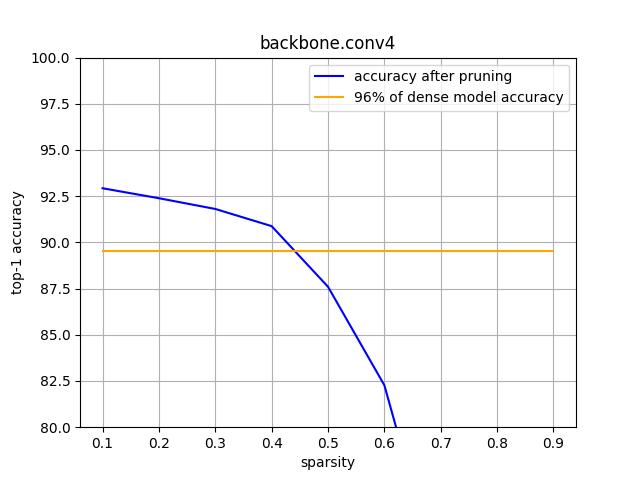 backbone.conv4
100.0
97.5
95.0
92.5
90.0
87.5
85.0
82.5
80.0
top-1 accuracy
accuracy after pruning
96% of dense model accuracy
0.1 0.2 0.3 0.4 0.5 0.6 0.7 0.8 0.9
sparsity